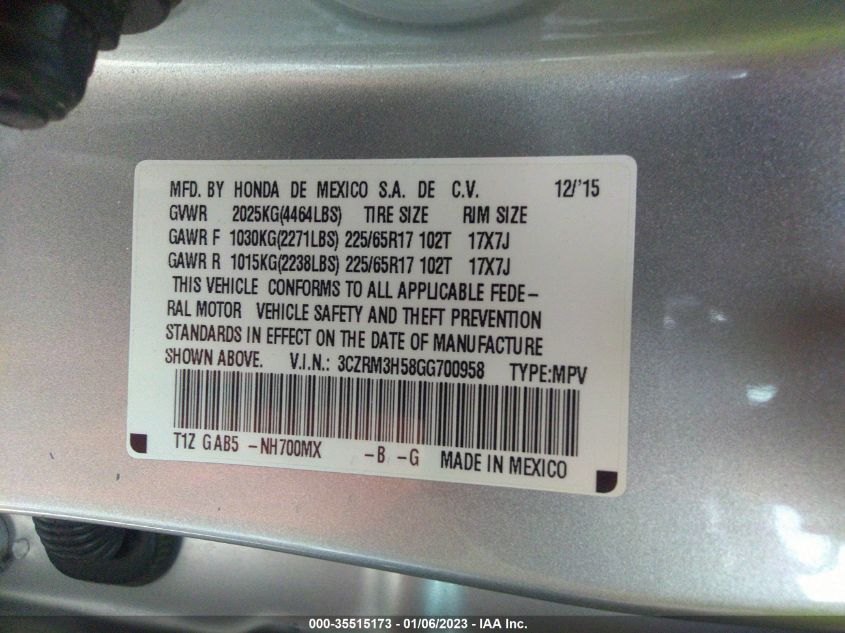 MFD. BY HONDA DE MEXICO S.A. DE C.V. 12/'15
GVWR 2025KG(4464LBS) TIRE SIZE RIM SIZE
GAWR F 1030KG(2271LBS) 225/65R17 102T 17X7J
GAWR R 1015KG(2238LBS) 225/65R17 102T 17X7J
THIS VEHICLE CONFORMS TO ALL APPLICABLE FEDE-
RAL MOTOR VEHICLE SAFETY AND THEFT PREVENTION
STANDARDS IN EFFECT ON THE DATE OF MANUFACTURE
SHOWN ABOVE. V.I.N.: 3CZRM3H58GG700958 TYPE:MPV
T1Z GAB5 -NH700MX -B -G MADE IN MEXICO
000-35515173 - 01/06/2023 - IAA Inc.